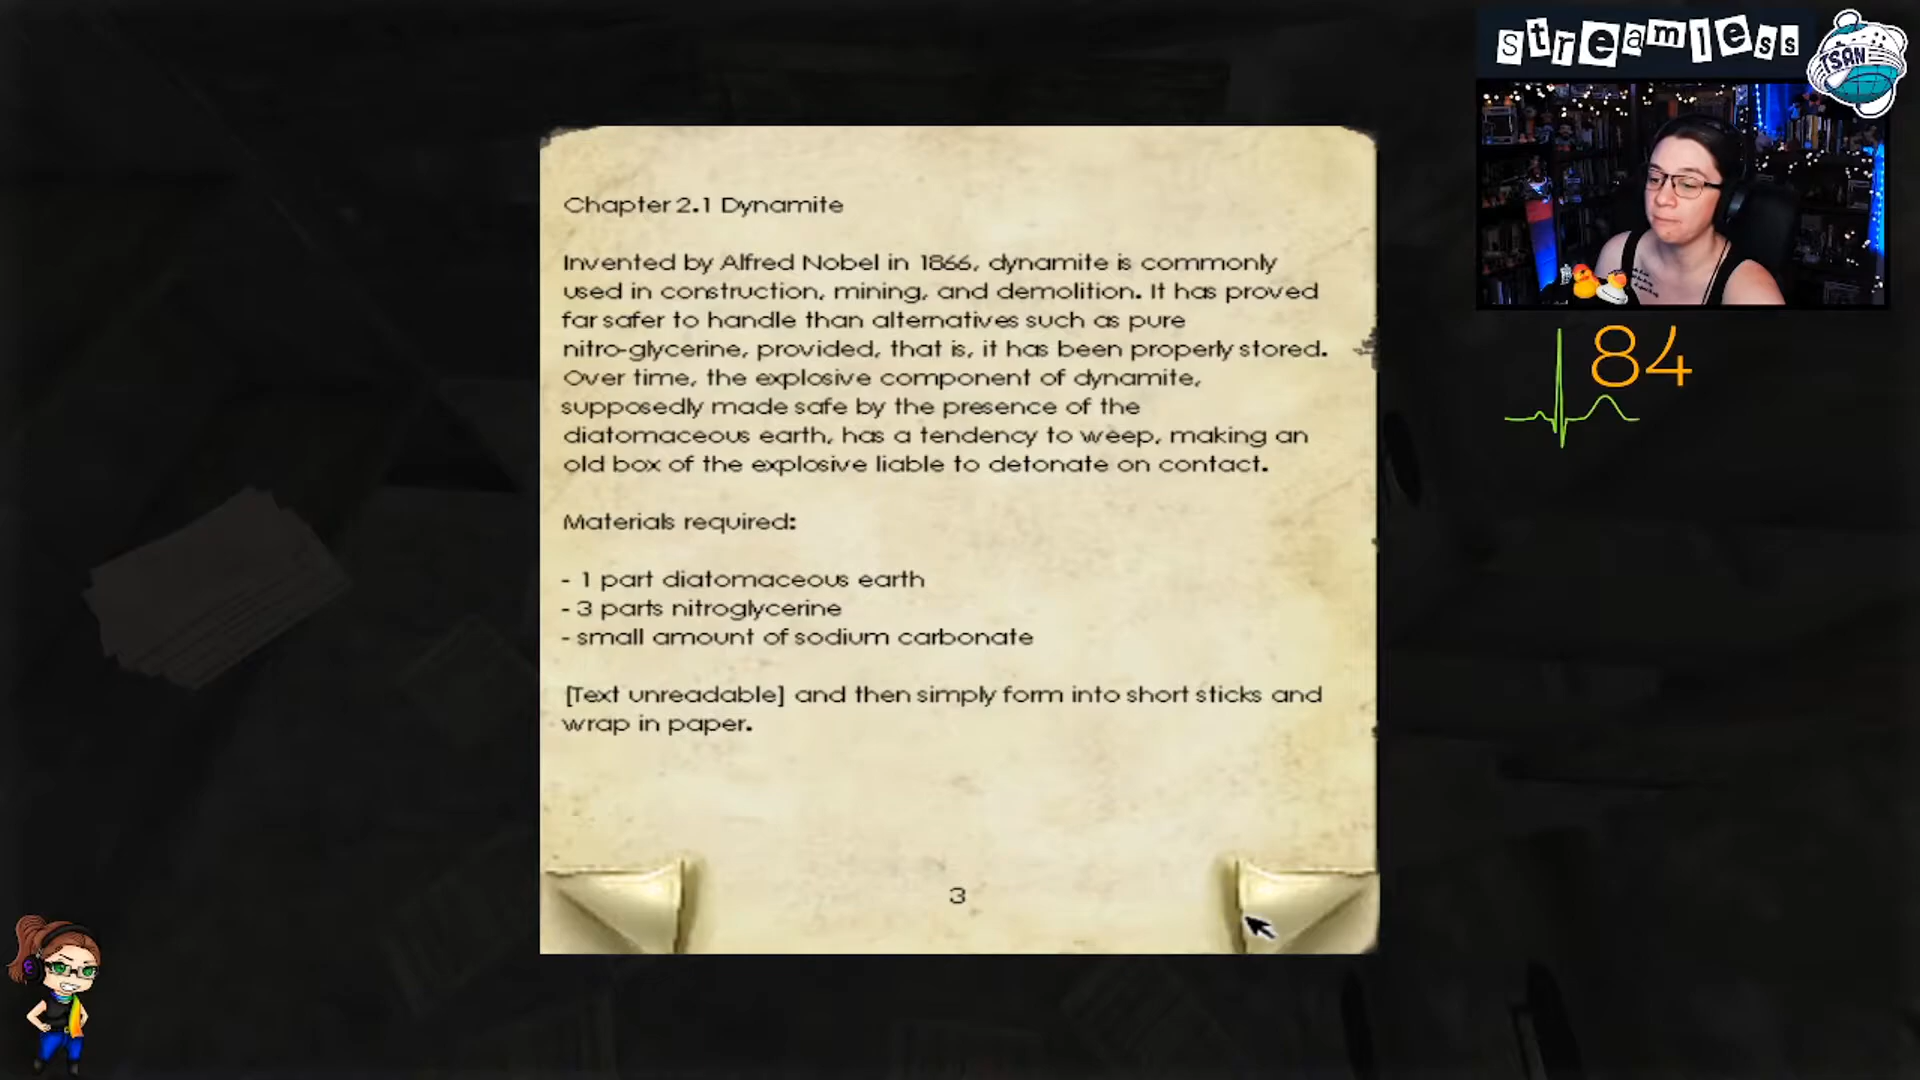 streamless
TSAN
84
Chapter 2.1 Dynamite
Invented by Alfred Nobel in 1866, dynamite is commonly
used in construction, mining, and demolition. It has proved
far safer to handle than alternatives such as pure
nitro-glycerine, provided, that is, it has been properly stored.
Over time, the explosive component of dynamite,
supposedly made safe by the presence of the
diatomaceous earth, has a tendency to weep, making an
old box of the explosive liable to detonate on contact.
Materials required:
- 1 part diatomaceous earth
- 3 parts nitroglycerine
- small amount of sodium carbonate
[Text unreadable] and then simply form into short sticks and
wrap in paper.
3